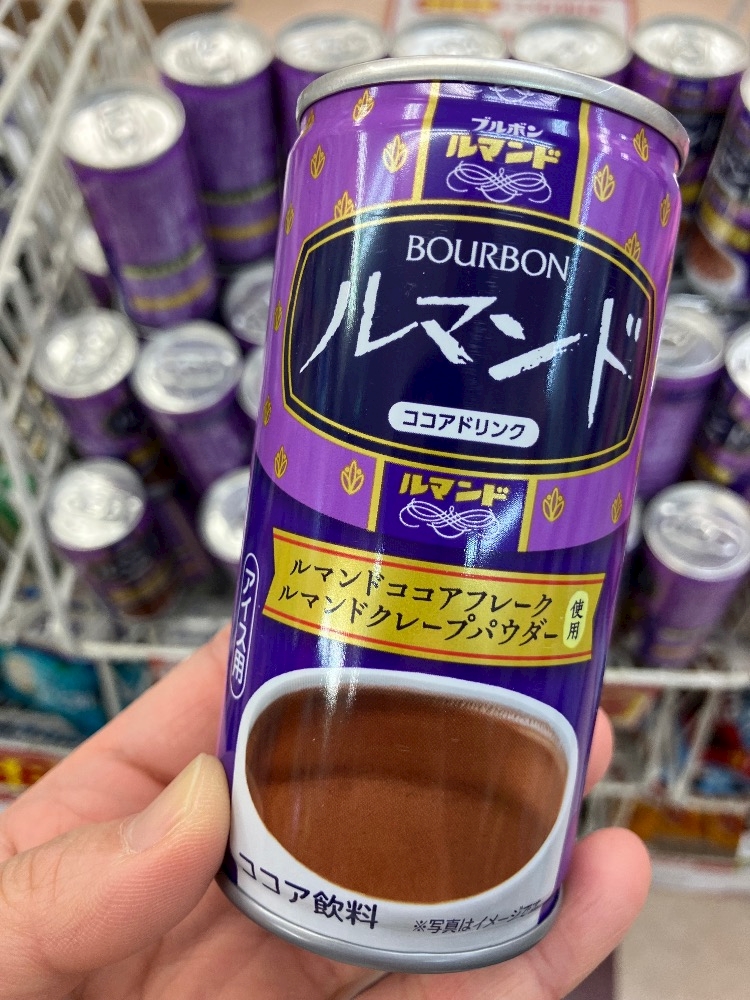 ブルボン
ルマンド
BOURBON
ルマンド
ココアドリンク
ルマンド
ルマンドココアフレーク
ルマンドクレープパウダー
使用
アイス用
ココア飲料
※写真はイメージです